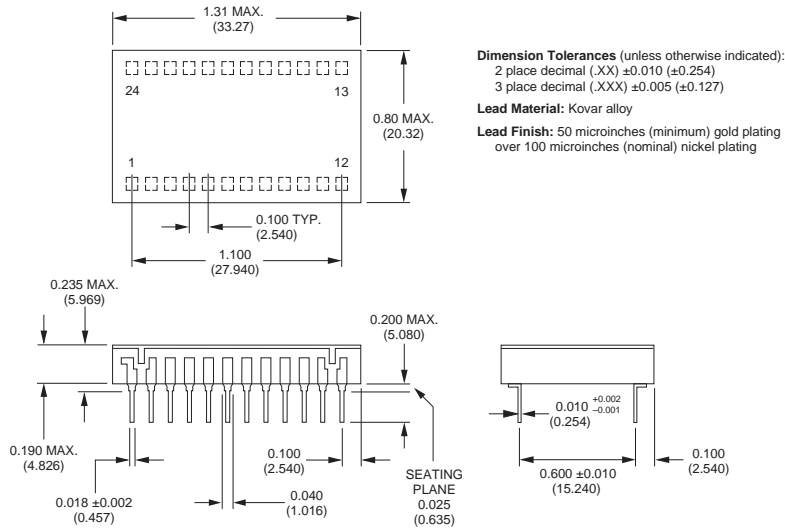 1.31 MAX.
(33.27)
24
13
1
12
0.80 MAX.
(20.32)
0.100 TYP.
(2.540)
1.100
(27.940)
Dimension Tolerances (unless otherwise indicated):
2 place decimal (.XX) ±0.010 (±0.254)
3 place decimal (.XXX) ±0.005 (±0.127)
Lead Material: Kovar alloy
Lead Finish: 50 microinches (minimum) gold plating
over 100 microinches (nominal) nickel plating
0.235 MAX.
(5.969)
0.200 MAX.
(5.080)
0.190 MAX.
(4.826)
0.018 ±0.002
(0.457)
0.040
(1.016)
0.100
(2.540)
SEATING
PLANE
0.025
(0.635)
0.010 +0.002
–0.001
(0.254)
0.600 ±0.010
(15.240)
0.100
(2.540)